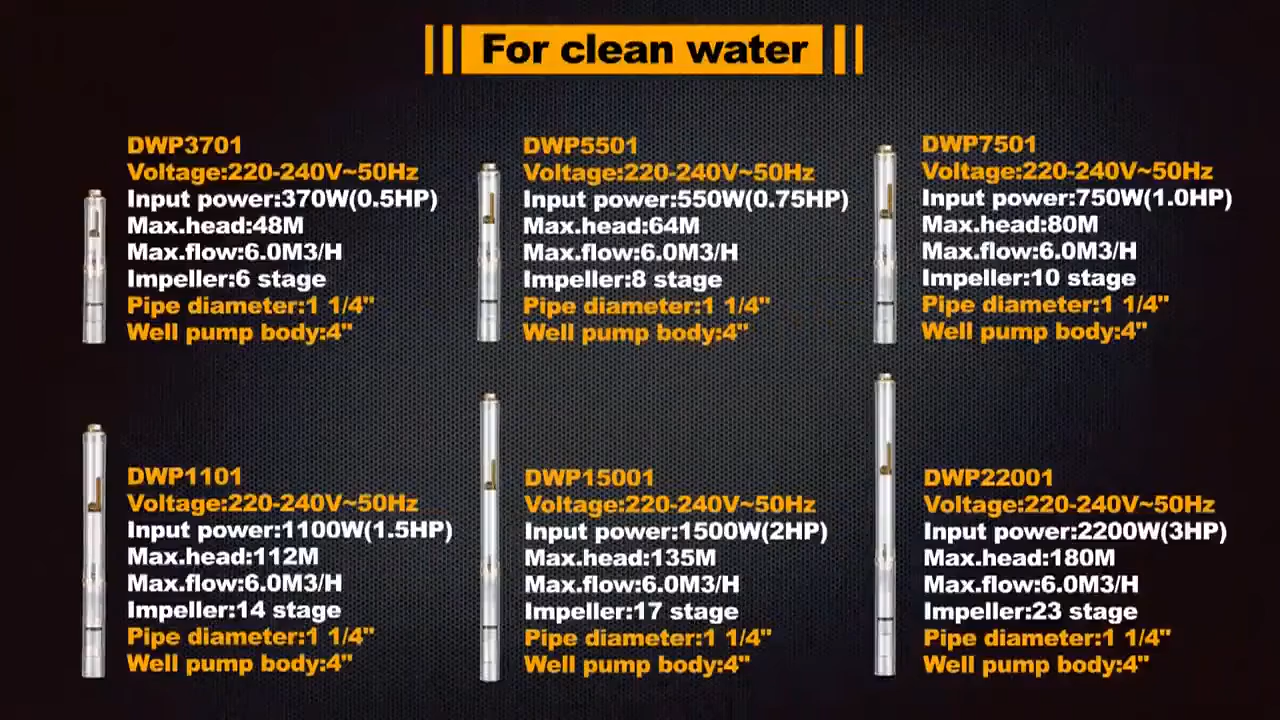 For clean water
DWP3701
Voltage:220-240V~50Hz
Input power:370W(0.5HP)
Max.head:48M
Max.flow:6.0M3/H
Impeller:6 stage
Pipe diameter:1 1/4"
Well pump body:4"
DWP5501
Voltage:220-240V~50Hz
Input power:550W(0.75HP)
Max.head:64M
Max.flow:6.0M3/H
Impeller:8 stage
Pipe diameter:1 1/4"
Well pump body:4"
DWP7501
Voltage:220-240V~50Hz
Input power:750W(1.0HP)
Max.head:80M
Max.flow:6.0M3/H
Impeller:10 stage
Pipe diameter:1 1/4"
Well pump body:4"
DWP1101
Voltage:220-240V~50Hz
Input power:1100W(1.5HP)
Max.head:112M
Max.flow:6.0M3/H
Impeller:14 stage
Pipe diameter:1 1/4"
Well pump body:4"
DWP15001
Voltage:220-240V~50Hz
Input power:1500W(2HP)
Max.head:135M
Max.flow:6.0M3/H
Impeller:17 stage
Pipe diameter:1 1/4"
Well pump body:4"
DWP22001
Voltage:220-240V~50Hz
Input power:2200W(3HP)
Max.head:180M
Max.flow:6.0M3/H
Impeller:23 stage
Pipe diameter:1 1/4"
Well pump body:4"